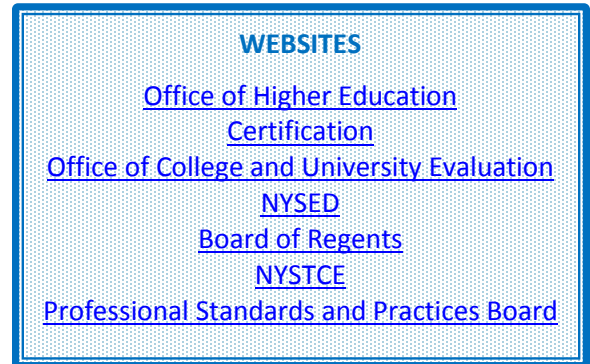 WEBSITES
Office of Higher Education
Certification
Office of College and University Evaluation
NYSED
Board of Regents
NYSTCE
Professional Standards and Practices Board